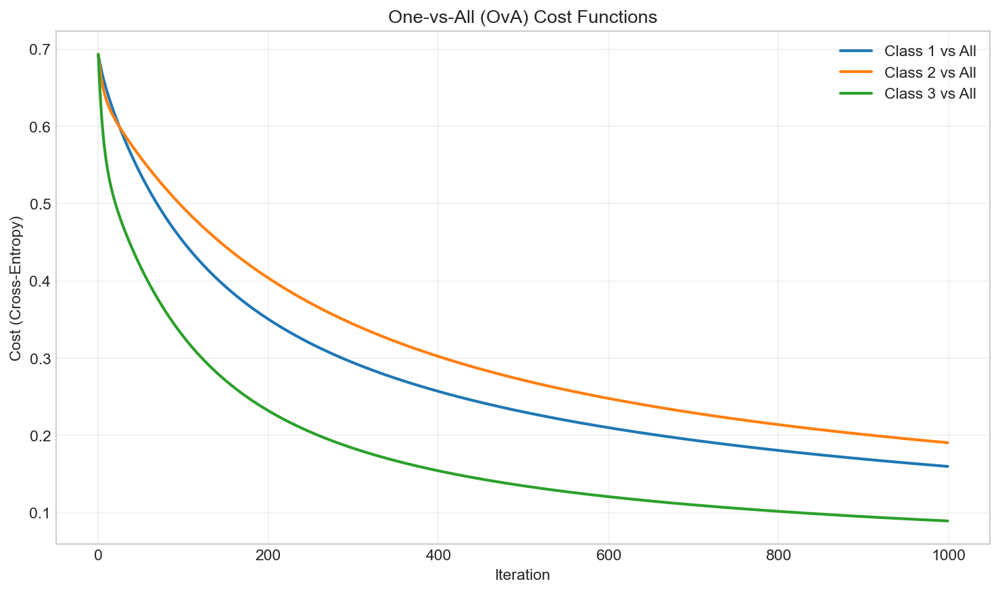 One-vs-All (OvA) Cost Functions
Class 1 vs All
Class 2 vs All
Class 3 vs All
Cost (Cross-Entropy)
0.7
0.6
0.5
0.4
0.3
0.2
0.1
0 200 400 600 800 1000
Iteration